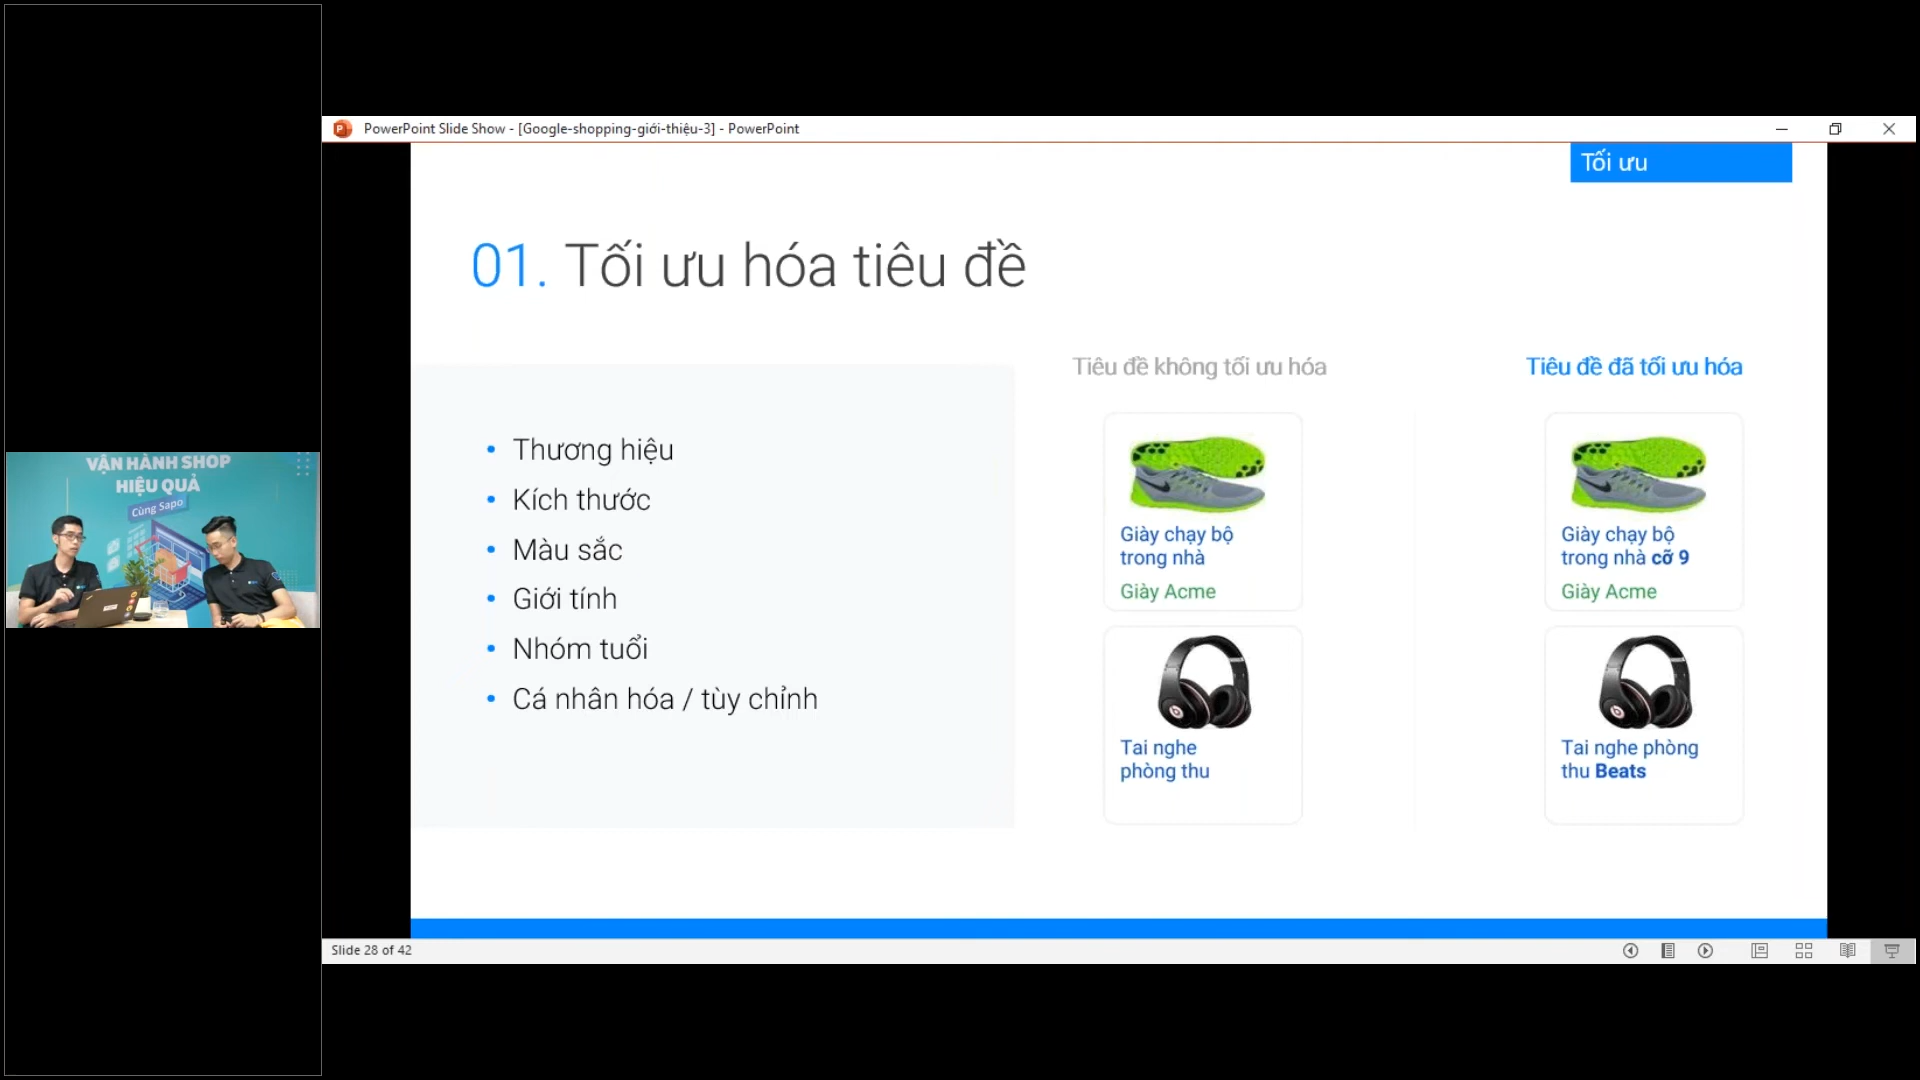 PowerPoint Slide Show - [Google-shopping-giới-thiệu-3] - PowerPoint
Tối ưu
01. Tối ưu hóa tiêu đề
Thương hiệu
Kích thước
Màu sắc
Giới tính
Nhóm tuổi
Cá nhân hóa / tùy chỉnh
Tiêu đề không tối ưu hóa
Giày chạy bộ
trong nhà
Giày Acme
Tai nghe
phòng thu
Tiêu đề đã tối ưu hóa
Giày chạy bộ
trong nhà cỡ 9
Giày Acme
Tai nghe phòng
thu Beats
VẬN HÀNH SHOP
HIỆU QUẢ
Cùng Sapo
Slide 28 of 42